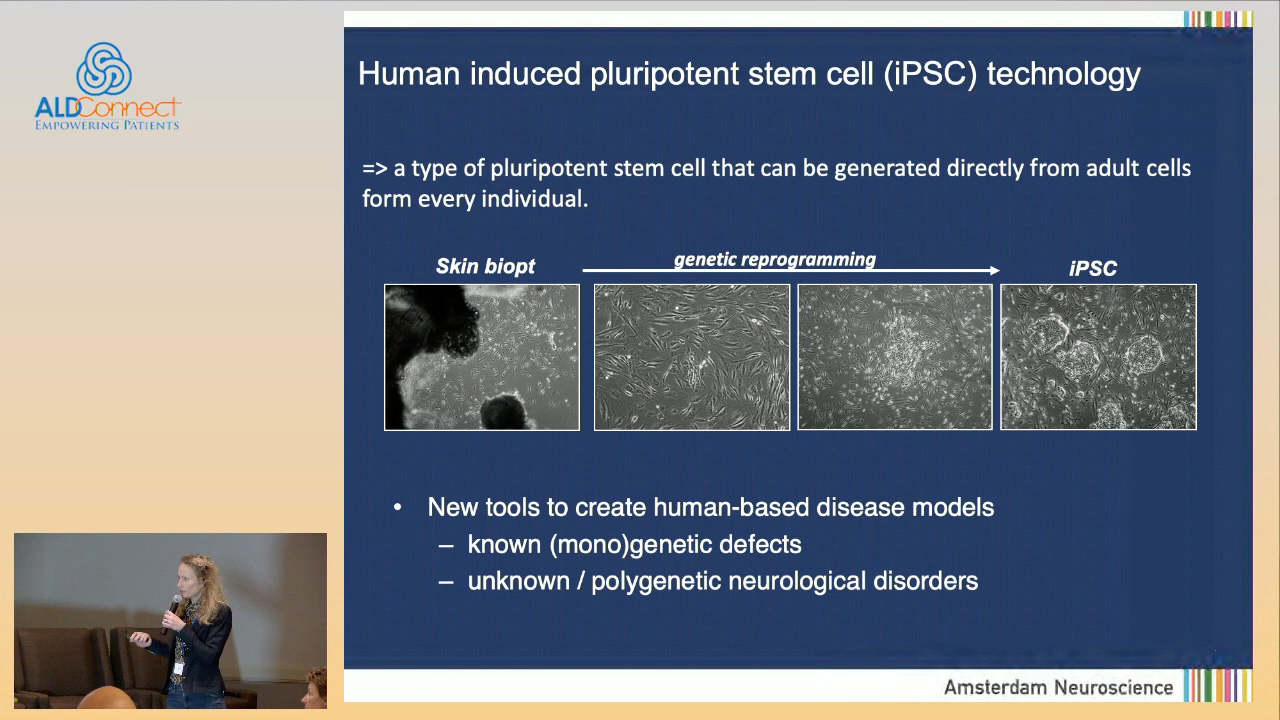 ALDConnect
EMPOWERING PATIENTS
Human induced pluripotent stem cell (iPSC) technology
=> a type of pluripotent stem cell that can be generated directly from adult cells
form every individual.
Skin biopt
genetic reprogramming
iPSC
• New tools to create human-based disease models
– known (mono)genetic defects
– unknown / polygenetic neurological disorders
Amsterdam Neuroscience